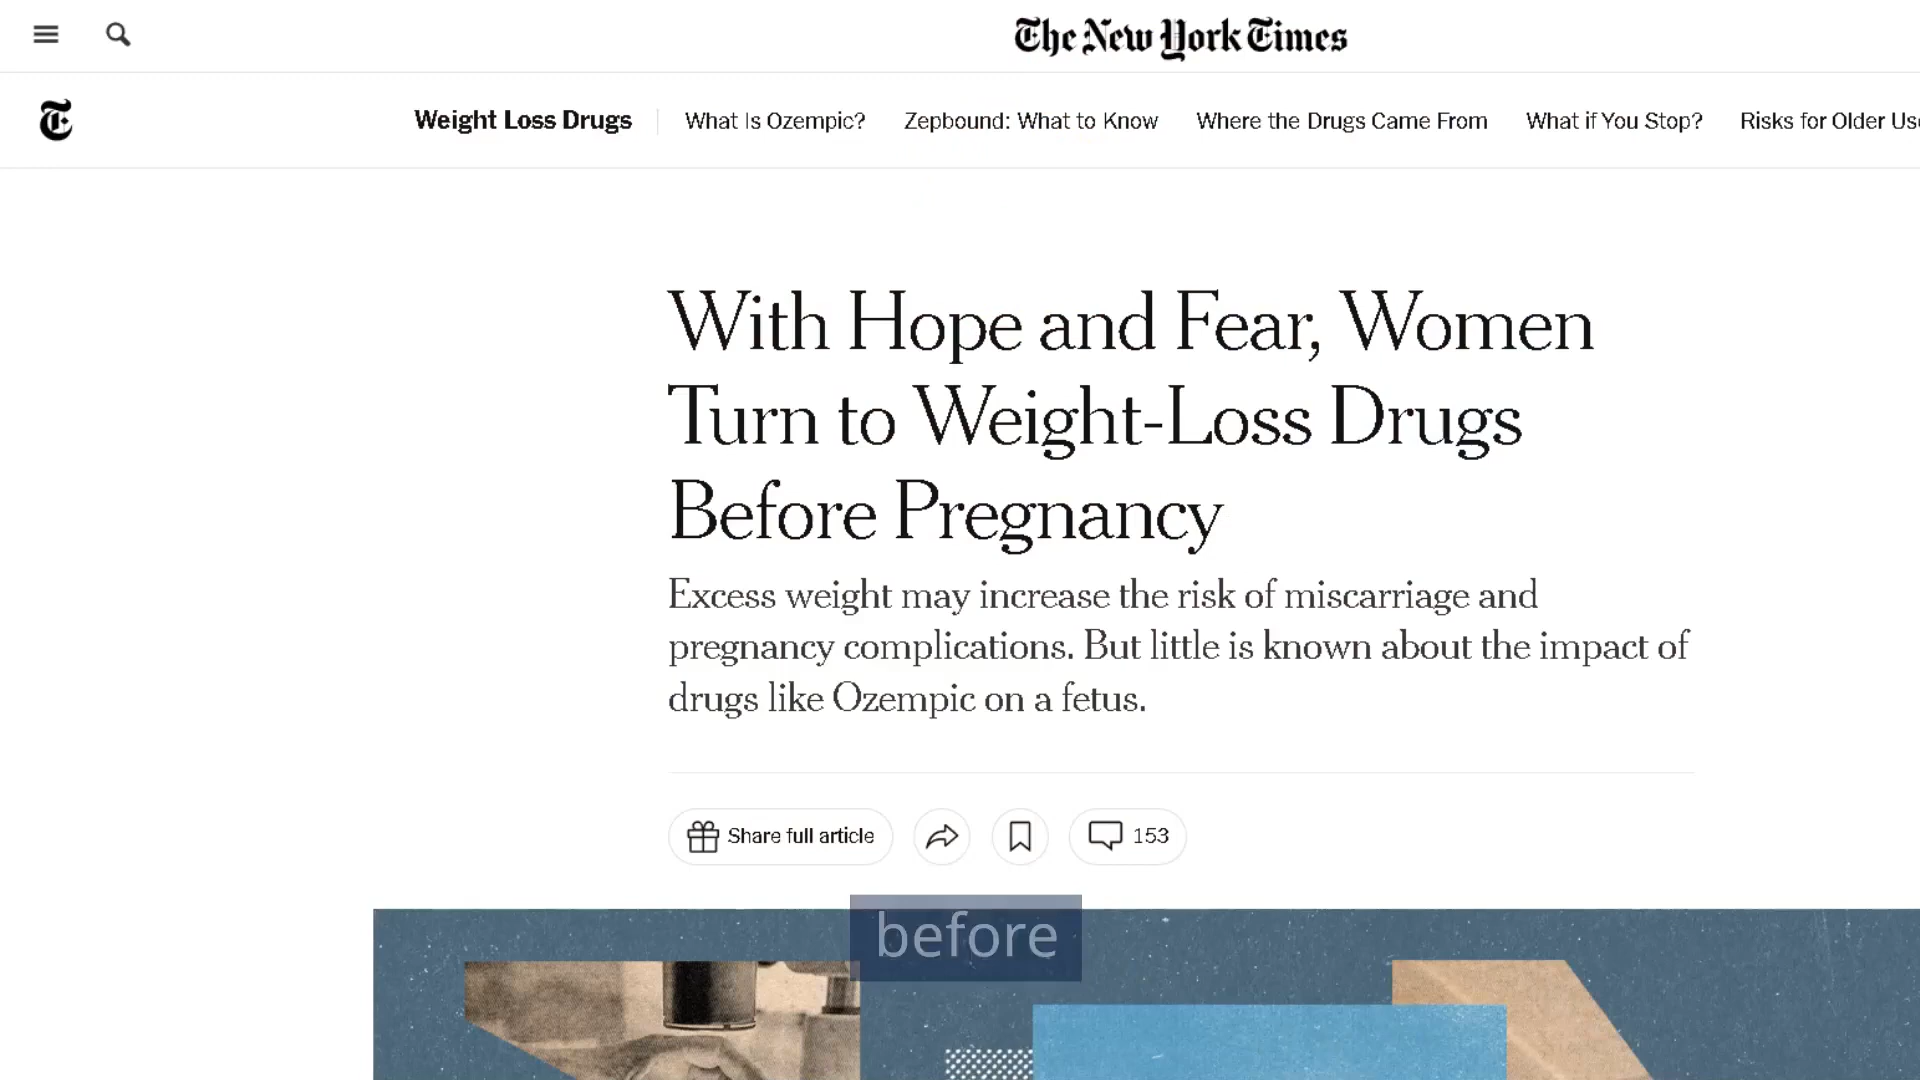 The New York Times
Weight Loss Drugs
What Is Ozempic?
Zepbound: What to Know
Where the Drugs Came From
What if You Stop?
Risks for Older
With Hope and Fear, Women
Turn to Weight-Loss Drugs
Before Pregnancy
Excess weight may increase the risk of miscarriage and
pregnancy complications. But little is known about the impact of
drugs like Ozempic on a fetus.
Share full article
153
before